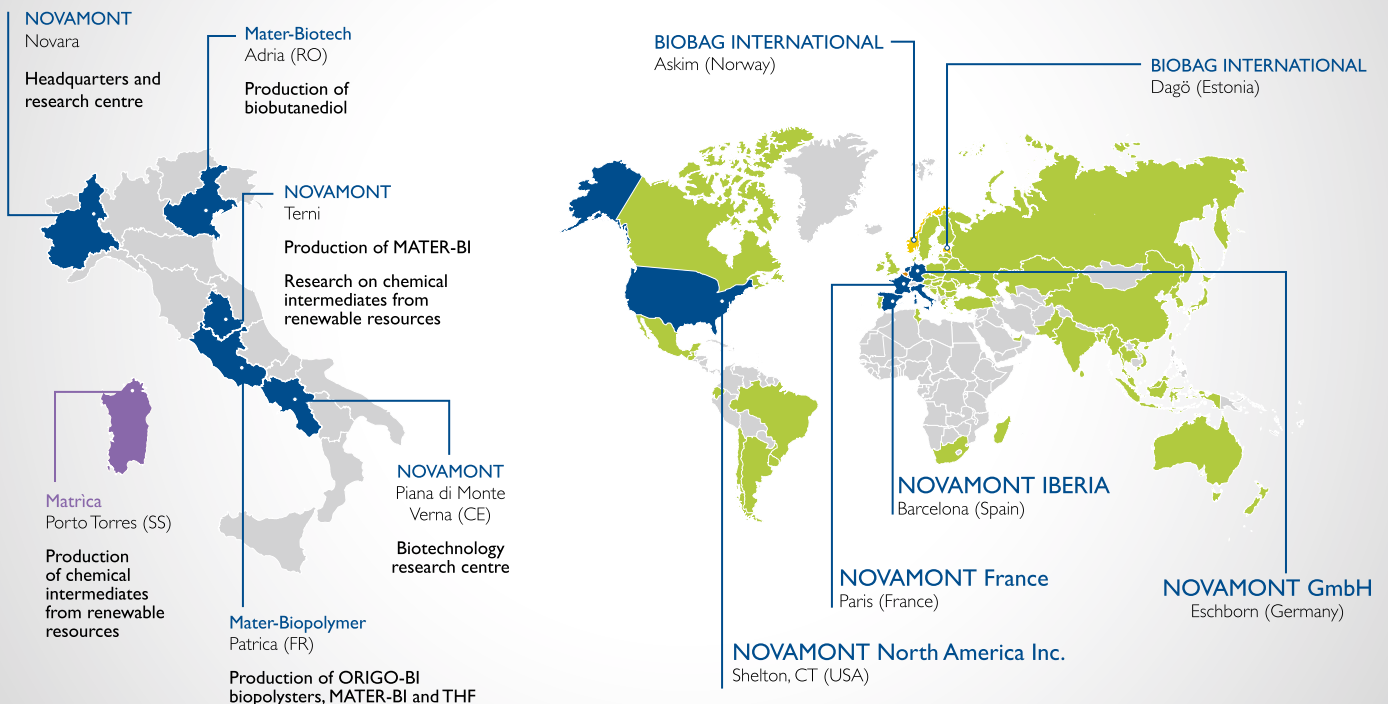 NOVAMONT
Novara
Headquarters and
research centre
Mater-Biotech
Adria (RO)
Production of
biobutanediol
NOVAMONT
Terni
Production of MATER-BI
Research on chemical
intermediates from
renewable resources
Matrìca
Porto Torres (SS)
Production
of chemical
intermediates
from renewable
resources
NOVAMONT
Piana di Monte
Verna (CE)
Biotechnology
research centre
Mater-Biopolymer
Patrica (FR)
Production of ORIGO-BI
biopolysters, MATER-BI and THF
BIOBAG INTERNATIONAL
Askim (Norway)
BIOBAG INTERNATIONAL
Dagö (Estonia)
NOVAMONT IBERIA
Barcelona (Spain)
NOVAMONT France
Paris (France)
NOVAMONT GmbH
Eschborn (Germany)
NOVAMONT North America Inc.
Shelton, CT (USA)